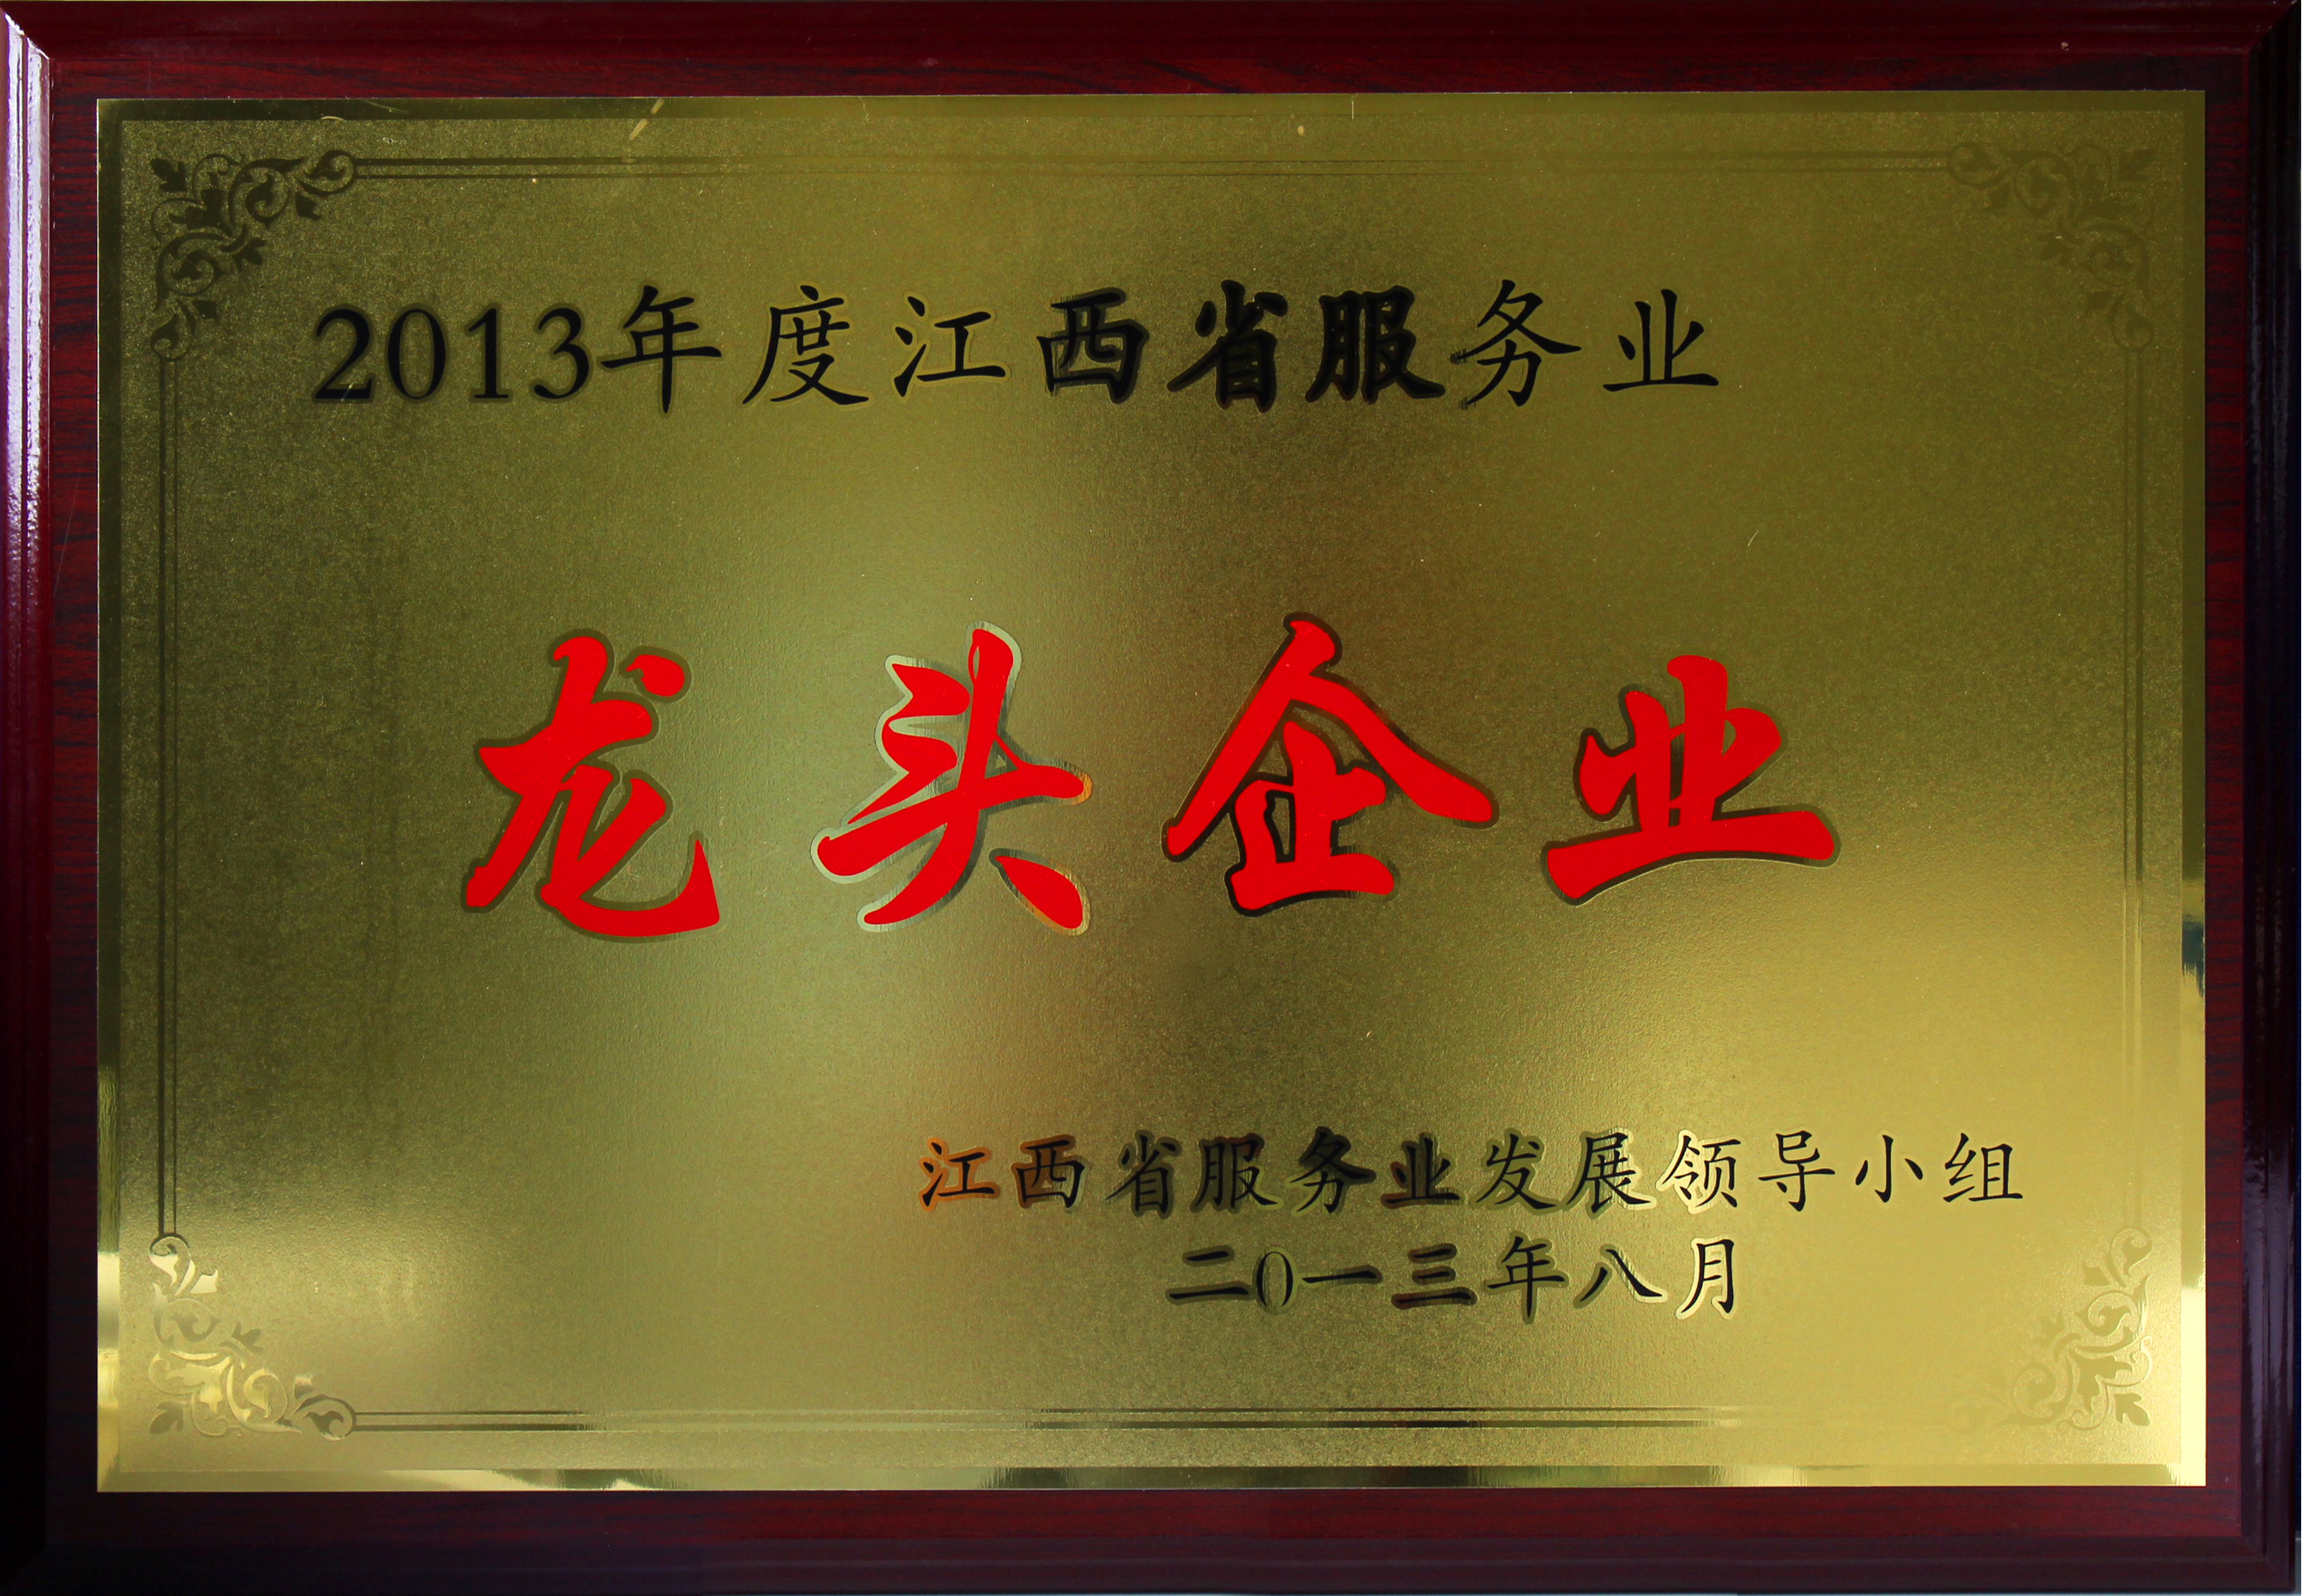 2013年度江西省服务业
龙头企业
江西省服务业发展领导小组
二0一三年八月